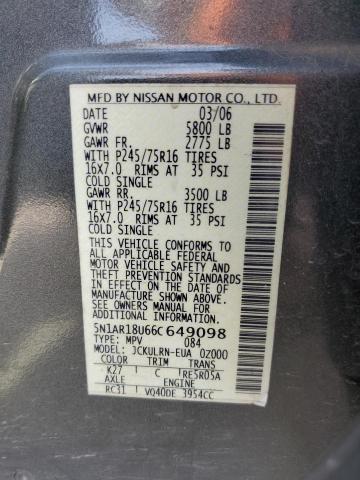 MFD BY NISSAN MOTOR CO., LTD.
DATE 03/06
GVWR 5800 LB
GAWR FR. 2775 LB
WITH P245/75R16 TIRES
16X7.0 RIMS AT 35 PSI
COLD SINGLE
GAWR RR. 3500 LB
WITH P245/75R16 TIRES
16X7.0 RIMS AT 35 PSI
COLD SINGLE
THIS VEHICLE CONFORMS TO
ALL APPLICABLE FEDERAL
MOTOR VEHICLE SAFETY AND
THEFT PREVENTION STANDARDS
IN EFFECT ON THE DATE OF
MANUFACTURE SHOWN ABOVE.
SEE OWNERS MANUAL FOR
ADDITIONAL INFORMATION
5N1AR18U66C649098
TYPE: MPV 084
MODEL: JCKULRN-EUA 0Z000
COLOR TRIM TRANS
K27 C RE5R05A
AXLE ENGINE
RC31 VQ40DE 3954CC